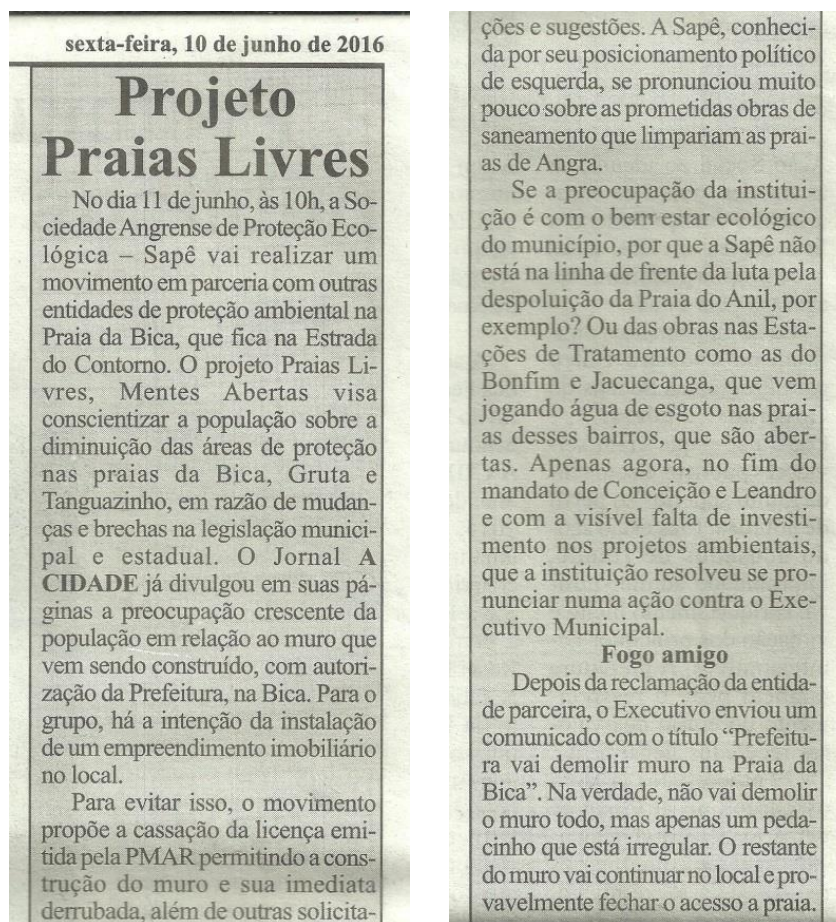 sexta-feira, 10 de junho de 2016
Projeto
Praias Livres
No dia 11 de junho, às 10h, a So-
ciedade Angrense de Proteção Eco-
lógica – Sapê vai realizar um
movimento em parceria com outras
entidades de proteção ambiental na
Praia da Bica, que fica na Estrada
do Contorno. O projeto Praias Li-
vres, Mentes Abertas visa
conscientizar a população sobre a
diminuição das áreas de proteção
nas praias da Bica, Gruta e
Tanguazinho, em razão de mudan-
ças e brechas na legislação munici-
pal e estadual. O Jornal A
CIDADE já divulgou em suas pá-
ginas a preocupação crescente da
população em relação ao muro que
vem sendo construído, com autori-
zação da Prefeitura, na Bica. Para o
grupo, há a intenção da instalação
de um empreendimento imobiliário
no local.
Para evitar isso, o movimento
propõe a cassação da licença emi-
tida pela PMAR permitindo a cons-
trução do muro e sua imediata
derrubada, além de outras solicita-
ções e sugestões. A Sapê, conheci-
da por seu posicionamento político
de esquerda, se pronunciou muito
pouco sobre as prometidas obras de
saneamento que limpariam as prai-
as de Angra.
Se a preocupação da institui-
ção é com o bem estar ecológico
do município, por que a Sapê não
está na linha de frente da luta pela
despoluição da Praia do Anil, por
exemplo? Ou das obras nas Esta-
ções de Tratamento como as do
Bonfim e Jacuecanga, que vem
jogando água de esgoto nas prai-
as desses bairros, que são aber-
tas. Apenas agora, no fim do
mandato de Conceição e Leandro
e com a visível falta de investi-
mento nos projetos ambientais,
que a instituição resolveu se pro-
nunciar numa ação contra o Exe-
cutivo Municipal.
Fogo amigo
Depois da reclamação da entida-
de parceira, o Executivo enviou um
comunicado com o título “Prefeitu-
ra vai demolir muro na Praia da
Bica”. Na verdade, não vai demolir
o muro todo, mas apenas um peda-
cinho que está irregular. O restante
do muro vai continuar no local e pro-
vavelmente fechar o acesso a praia.